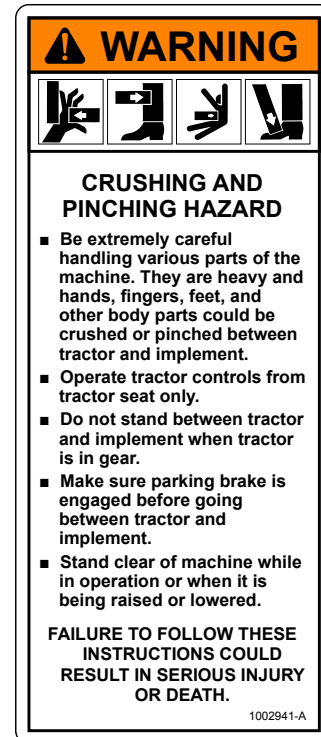 WARNING
CRUSHING AND
PINCHING HAZARD
■ Be extremely careful
handling various parts of the
machine. They are heavy and
hands, fingers, feet, and
other body parts could be
crushed or pinched between
tractor and implement.
■ Operate tractor controls from
tractor seat only.
■ Do not stand between tractor
and implement when tractor
is in gear.
■ Make sure parking brake is
engaged before going
between tractor and
implement.
■ Stand clear of machine while
in operation or when it is
being raised or lowered.
FAILURE TO FOLLOW THESE
INSTRUCTIONS COULD
RESULT IN SERIOUS INJURY
OR DEATH.
1002941-A